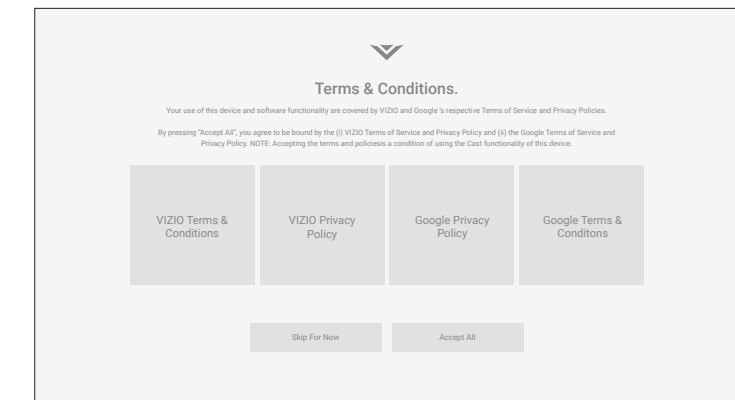 Terms & Conditions.
Your use of this device and software functionality are covered by VIZIO and Google 's respective Terms of Service and Privacy Policies.
By pressing "Accept All", you agree to be bound by the (i) VIZIO Terms of Service and Privacy Policy and (ii) the Google Terms of Service and
Privacy Policy. NOTE: Accepting the terms and policiesis a condition of using the Cast functionality of this device.
VIZIO Terms &
Conditions
VIZIO Privacy
Policy
Google Privacy
Policy
Google Terms &
Conditons
Skip For Now
Accept All